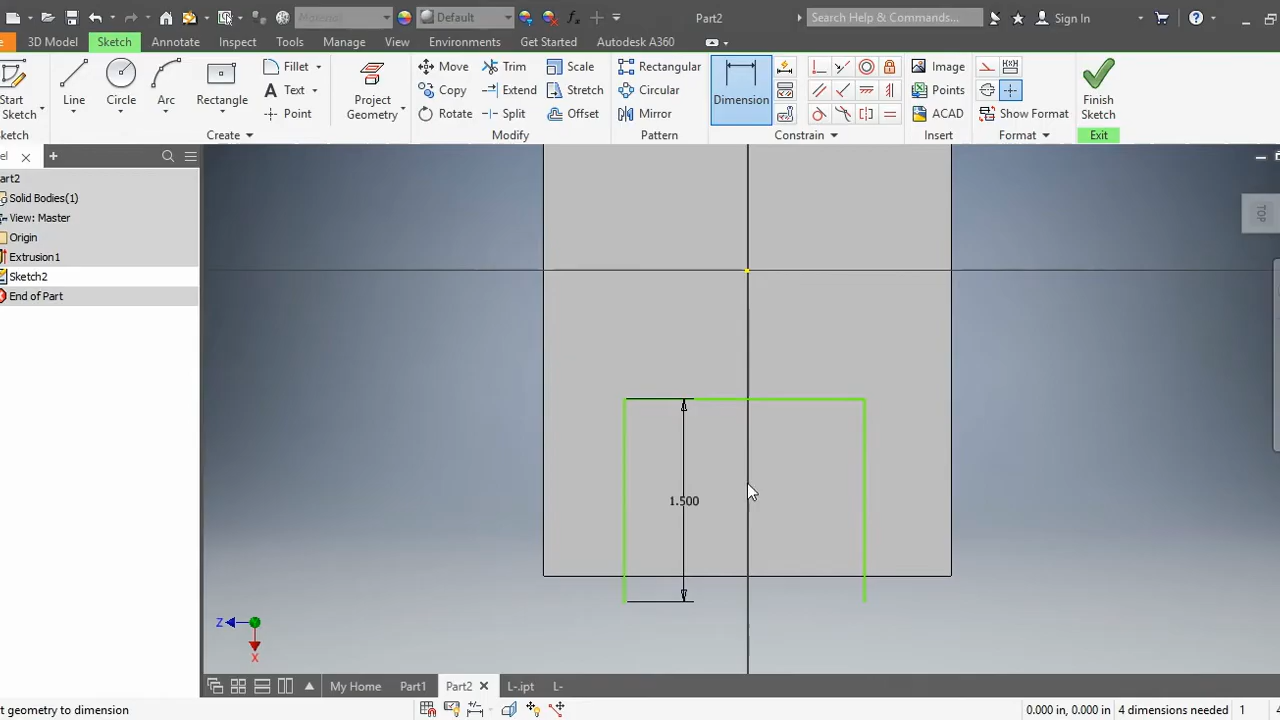 Material
Default
Part2
Search Help & Commands...
Sign In
3D Model
Sketch
Annotate
Inspect
Tools
Manage
View
Environments
Get Started
Autodesk A360
Start
Sketch
Line
Circle
Arc
Rectangle
Fillet
Text
Point
Project
Geometry
Move
Copy
Rotate
Trim
Extend
Split
Scale
Stretch
Offset
Rectangular
Circular
Mirror
Dimension
Image
Points
ACAD
Show Format
Finish
Sketch
ketch
Create
Modify
Pattern
Constrain
Insert
Format
Exit
el
art2
Solid Bodies(1)
View: Master
Origin
Extrusion1
Sketch2
End of Part
TOP
1.500
Z
X
My Home
Part1
Part2
L-.ipt
L-
t geometry to dimension
0.000 in, 0.000 in
4 dimensions needed
1